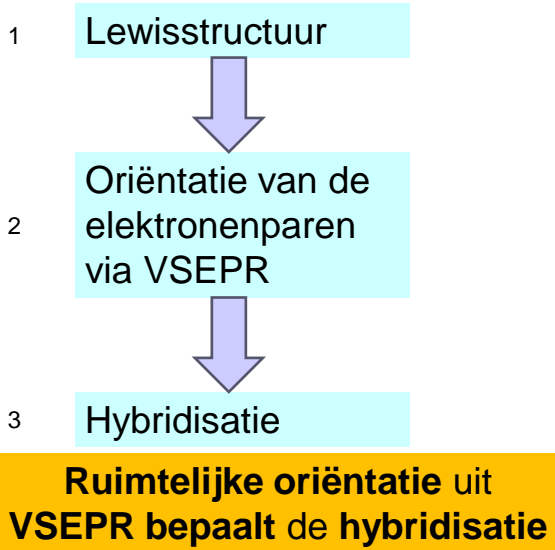 1 Lewisstructuur
Oriëntatie van de
2 elektronenparen
via VSEPR
3 Hybridisatie
Ruimtelijke oriëntatie uit
VSEPR bepaalt de hybridisatie